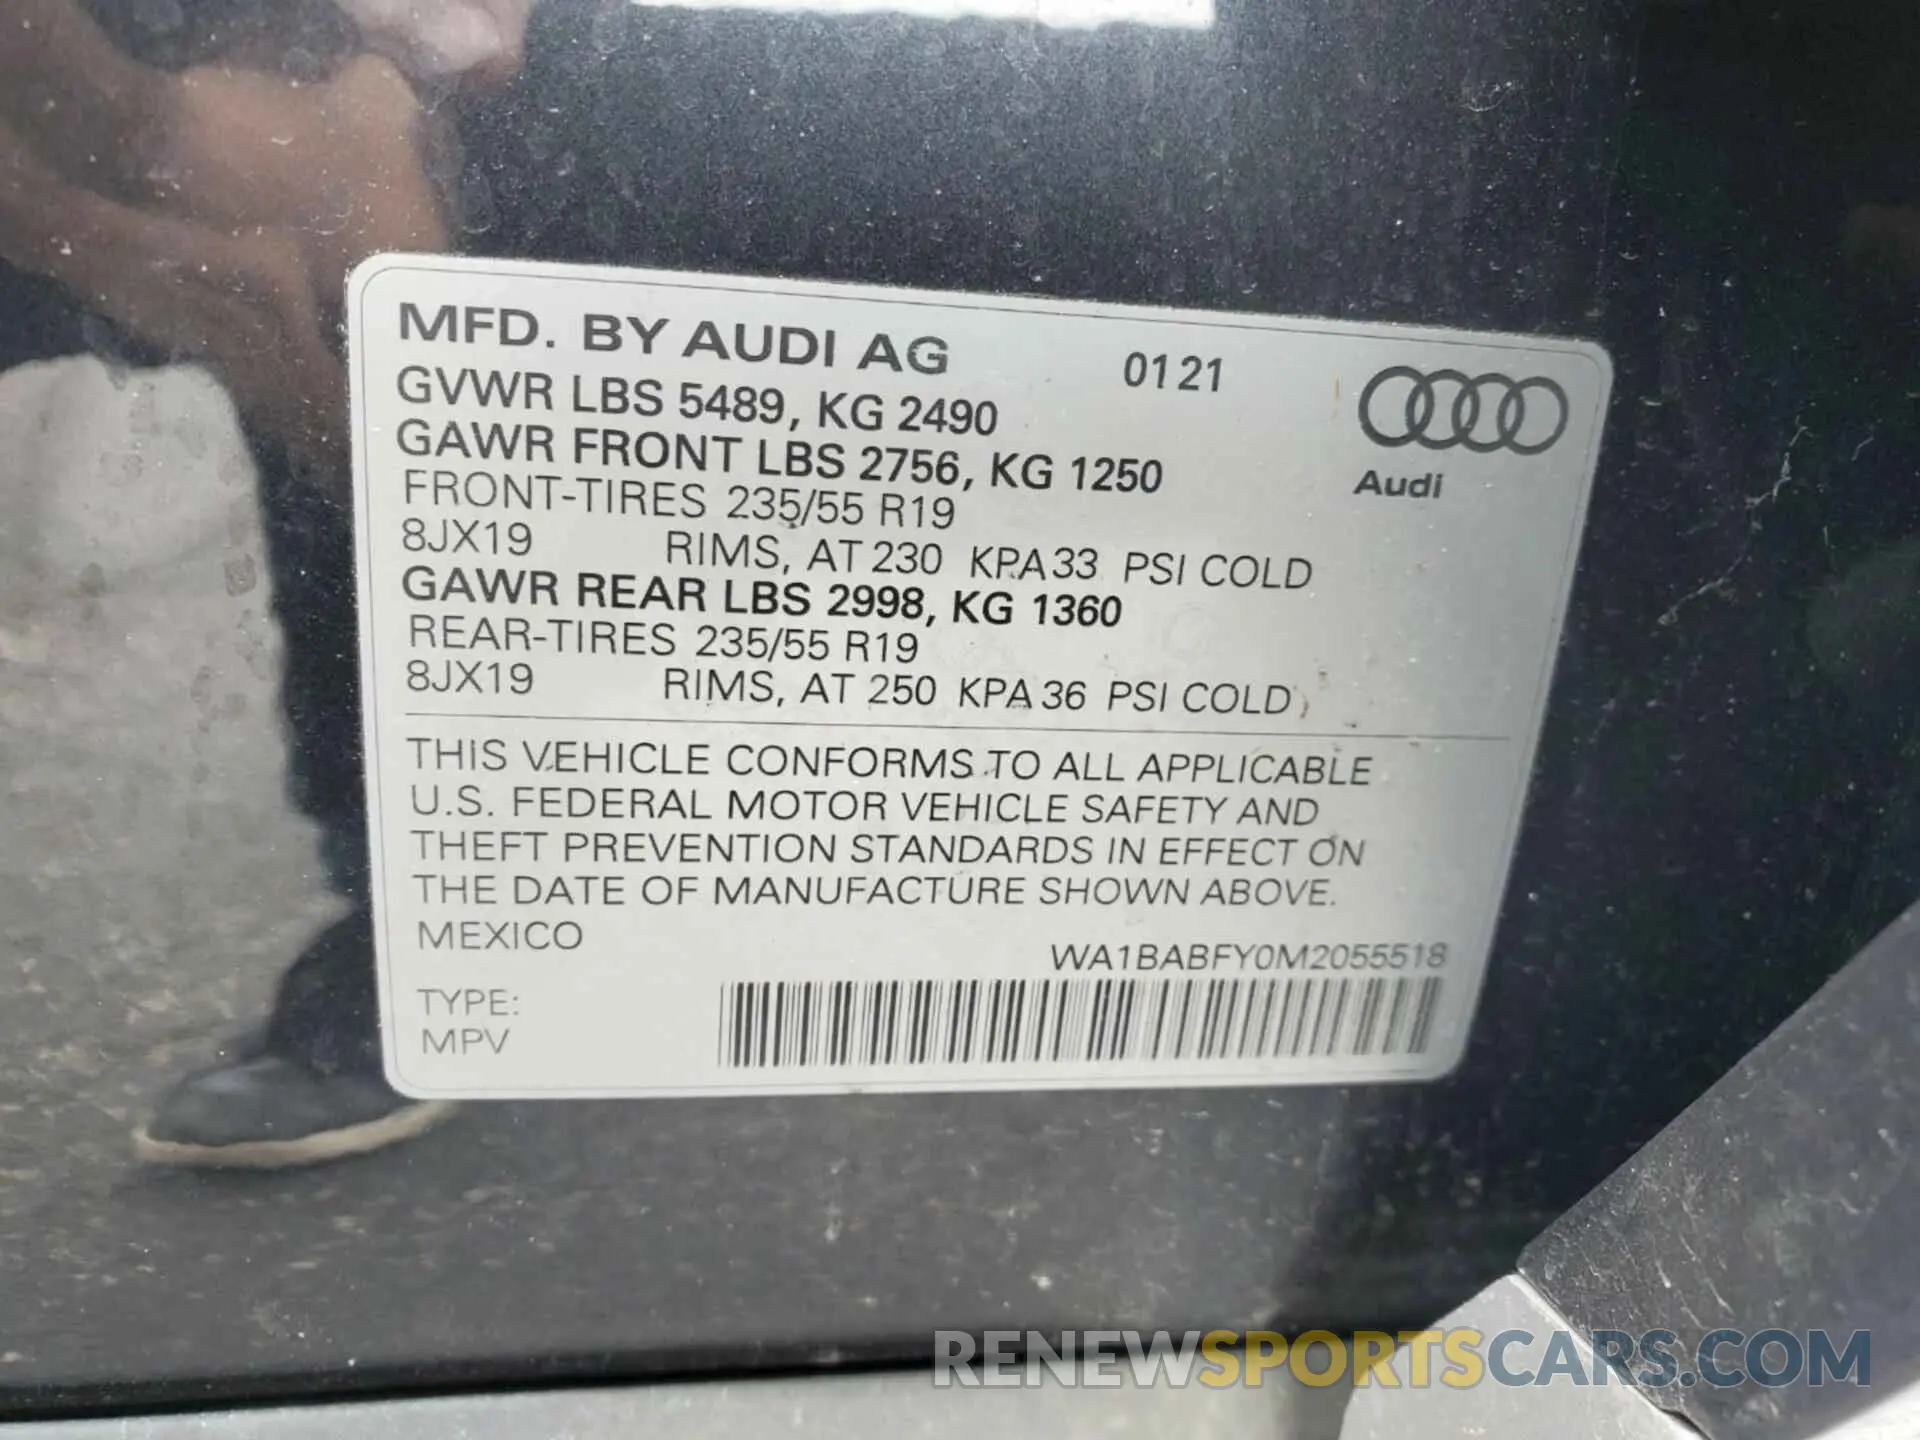 MFD. BY AUDI AG 01 21
GVWR LBS 5489, KG 2490
GAWR FRONT LBS 2756, KG 1250
Audi
FRONT-TIRES 235/55 R19
8JX19 RIMS, AT 230 KPA 33 PSI COLD
GAWR REAR LBS 2998, KG 1360
REAR-TIRES 235/55 R19
8JX19 RIMS, AT 250 KPA 36 PSI COLD
THIS VEHICLE CONFORMS TO ALL APPLICABLE
U.S. FEDERAL MOTOR VEHICLE SAFETY AND
THEFT PREVENTION STANDARDS IN EFFECT ON
THE DATE OF MANUFACTURE SHOWN ABOVE.
MEXICO
WA1BABFY0M2055518
TYPE:
MPV
RENEWSPORTSCARS.COM